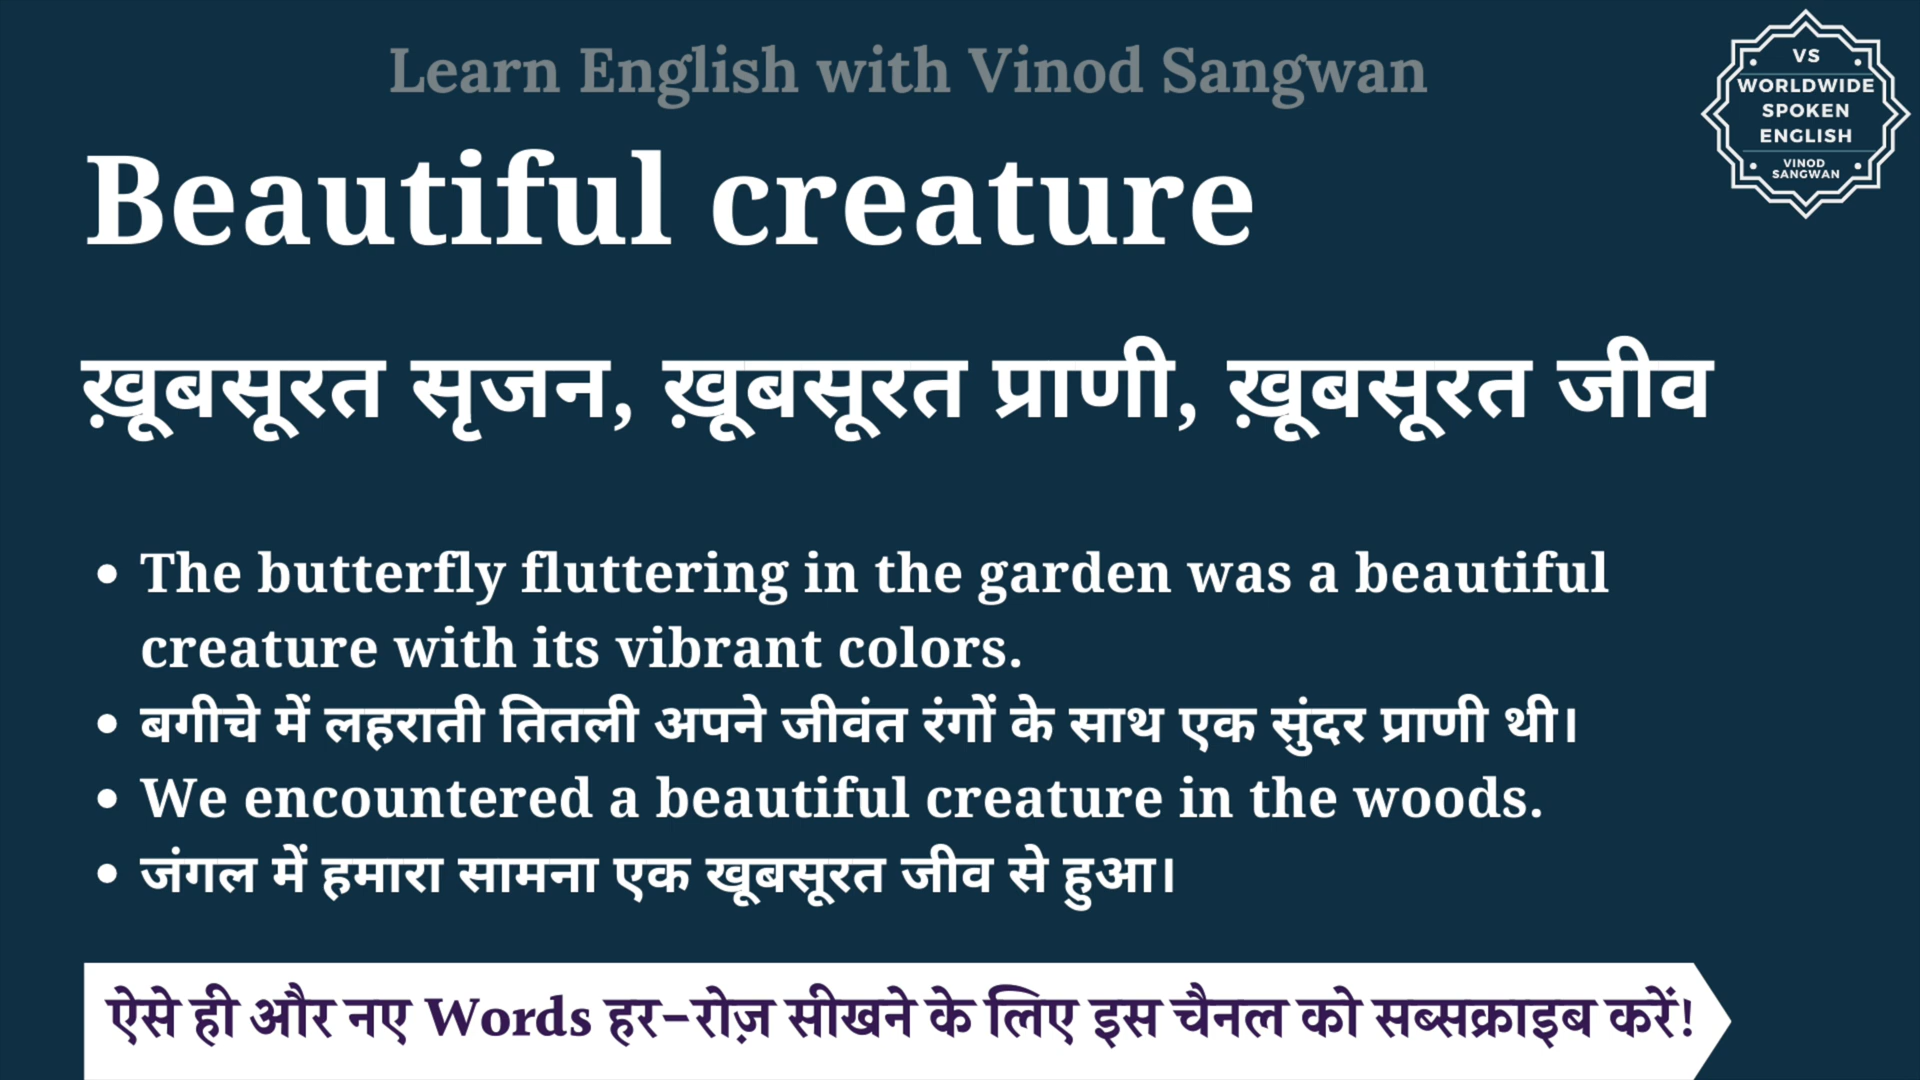 Learn English with Vinod Sangwan
VS
WORLDWIDE
SPOKEN
ENGLISH
VINOD
SANGWAN
Beautiful creature
ख़ूबसूरत सृजन, ख़ूबसूरत प्राणी, ख़ूबसूरत जीव
• The butterfly fluttering in the garden was a beautiful
creature with its vibrant colors.
• बगीचे में लहराती तितली अपने जीवंत रंगों के साथ एक सुंदर प्राणी थी।
• We encountered a beautiful creature in the woods.
• जंगल में हमारा सामना एक खूबसूरत जीव से हुआ।
ऐसे ही और नए Words हर-रोज़ सीखने के लिए इस चैनल को सब्सक्राइब करें!